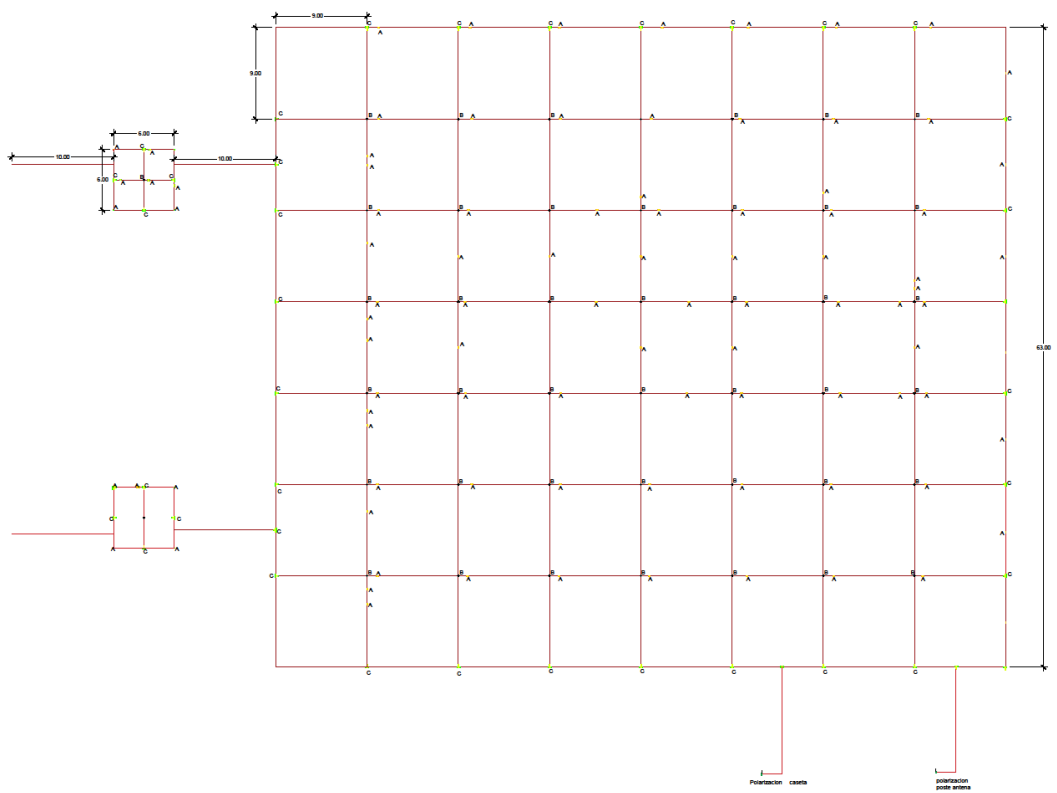 9.00
C A C A C A C A C A C A C A
A
9.00
A
C B A B A B A A B A B A B A C
6.00
A C A
10.00 10.00 C A A A
C B C
6.00 A A A
A A
A A C C B A B A B A B A B A B A C
A A A A A A A
A A
63.00
C B A B A B A A B A A B A B A A B A
A A A A A A
C B A B A B A B A B A A B A A B A C
A A A
A A C A C B A B A B A B A B A B A B A C
C C A A
A C A C
C B A B A B A B A B A B A B A C
A A
C C C C C C C
Polarizacion caseta
polarizacion
poste antena